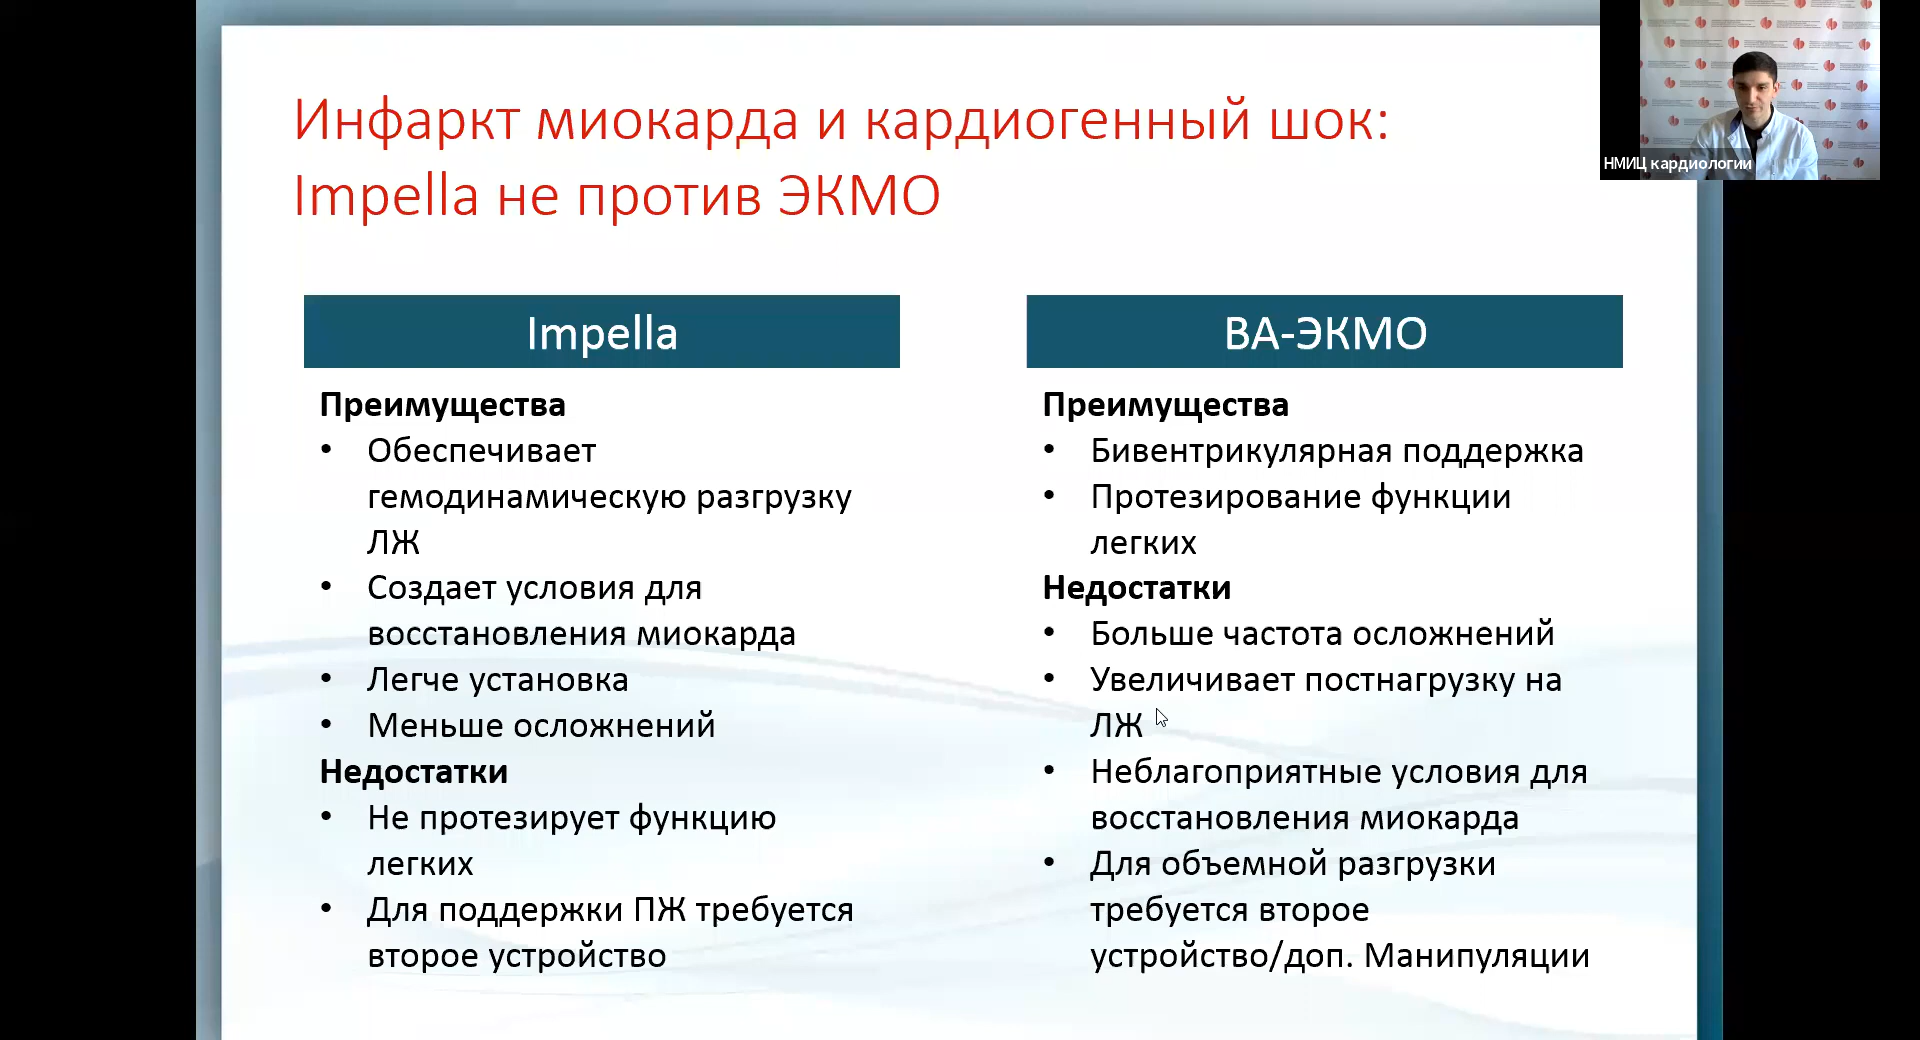 Инфаркт миокарда и кардиогенный шок:
Impella не против ЭКМО
НМИЦ кардиологии
Impella
Преимущества
• Обеспечивает
гемодинамическую разгрузку
ЛЖ
• Создает условия для
восстановления миокарда
• Легче установка
• Меньше осложнений
Недостатки
• Не протезирует функцию
легких
• Для поддержки ПЖ требуется
второе устройство
ВА-ЭКМО
Преимущества
• Бивентрикулярная поддержка
• Протезирование функции
легких
Недостатки
• Больше частота осложнений
• Увеличивает постнагрузку на
ЛЖ
• Неблагоприятные условия для
восстановления миокарда
• Для объемной разгрузки
требуется второе
устройство/доп. Манипуляции